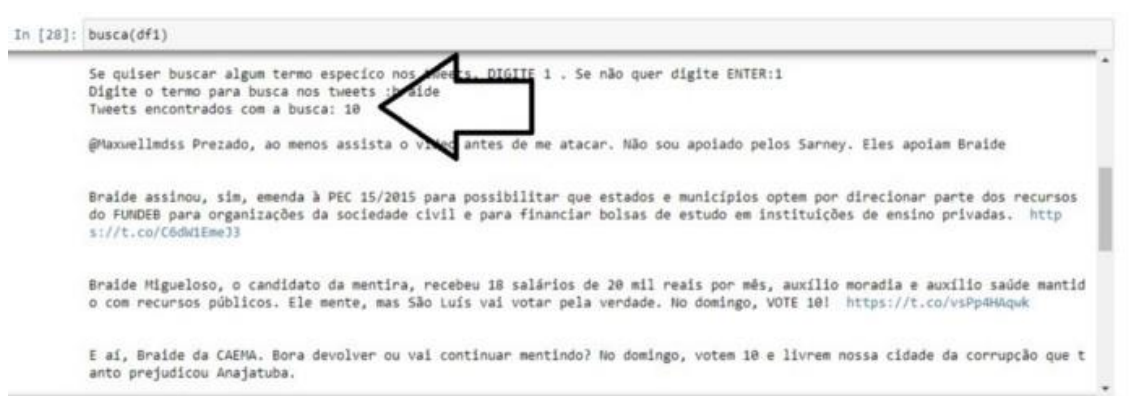 In [28]: busca(df1)
Se quiser buscar algum termo especíco nos tweets, DIGITE 1 . Se não quer digite ENTER:1
Digite o termo para busca nos tweets :braide
Tweets encontrados com a busca: 10
@Maxwellmdss Prezado, ao menos assista o vídeo antes de me atacar. Não sou apoiado pelos Sarney. Eles apoiam Braide
Braide assinou, sim, emenda à PEC 15/2015 para possibilitar que estados e municípios optem por direcionar parte dos recursos
do FUNDEB para organizações da sociedade civil e para financiar bolsas de estudo em instituições de ensino privadas. http
s://t.co/C6dW1EmeJ3
Braide Migueloso, o candidato da mentira, recebeu 18 salários de 20 mil reais por mês, auxílio moradia e auxílio saúde mantid
o com recursos públicos. Ele mente, mas São Luís vai votar pela verdade. No domingo, VOTE 10! https://t.co/vsPp4HAqwk
E aí, Braide da CAEMA. Bora devolver ou vai continuar mentindo? No domingo, votem 10 e livrem nossa cidade da corrupção que t
anto prejudicou Anajatuba.